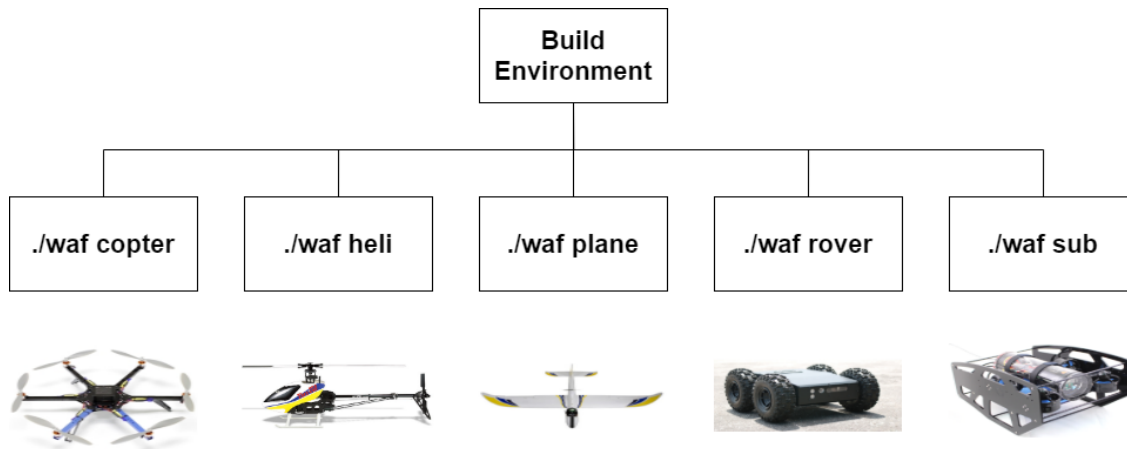 Build
Environment
./waf copter
./waf heli
./waf plane
./waf rover
./waf sub